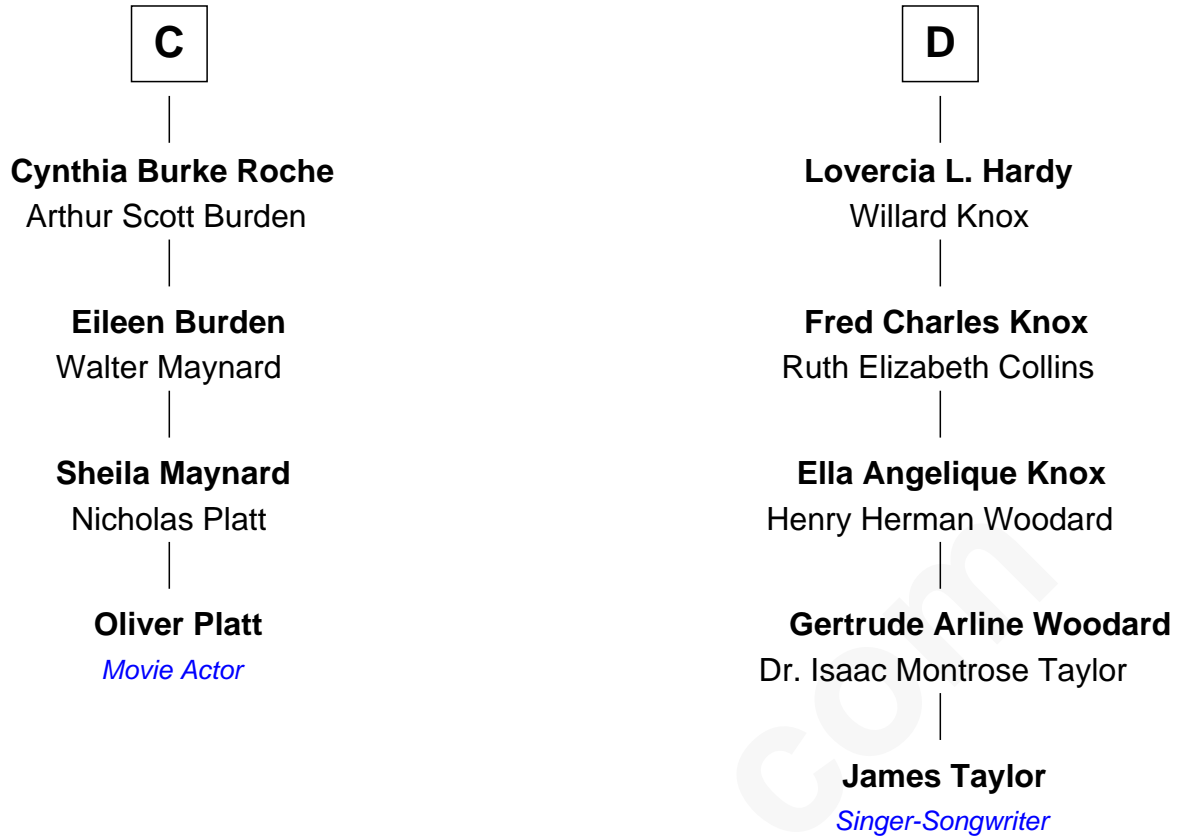 C
Cynthia Burke Roche
Arthur Scott Burden
Eileen Burden
Walter Maynard
Sheila Maynard
Nicholas Platt
Oliver Platt
Movie Actor
D
Lovercia L. Hardy
Willard Knox
Fred Charles Knox
Ruth Elizabeth Collins
Ella Angelique Knox
Henry Herman Woodard
Gertrude Arline Woodard
Dr. Isaac Montrose Taylor
James Taylor
Singer-Songwriter
com